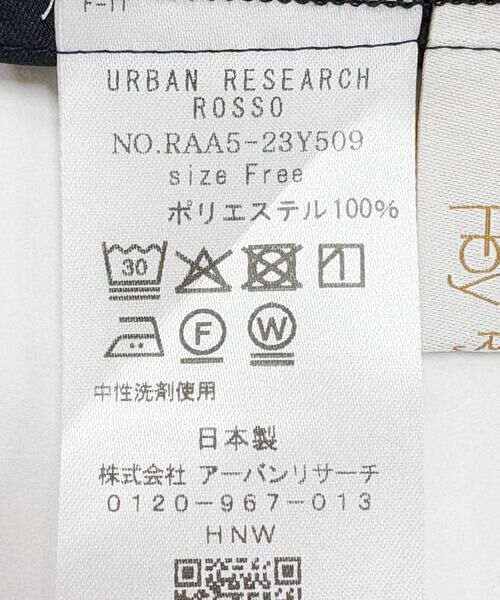 F-11
URBAN RESEARCH
ROSSO
NO.RAA5-23Y509
size Free
ポリエステル100%
30
F W
中性洗剤使用
日本製
株式会社 アーバンリサーチ
0120-967-013
HNW